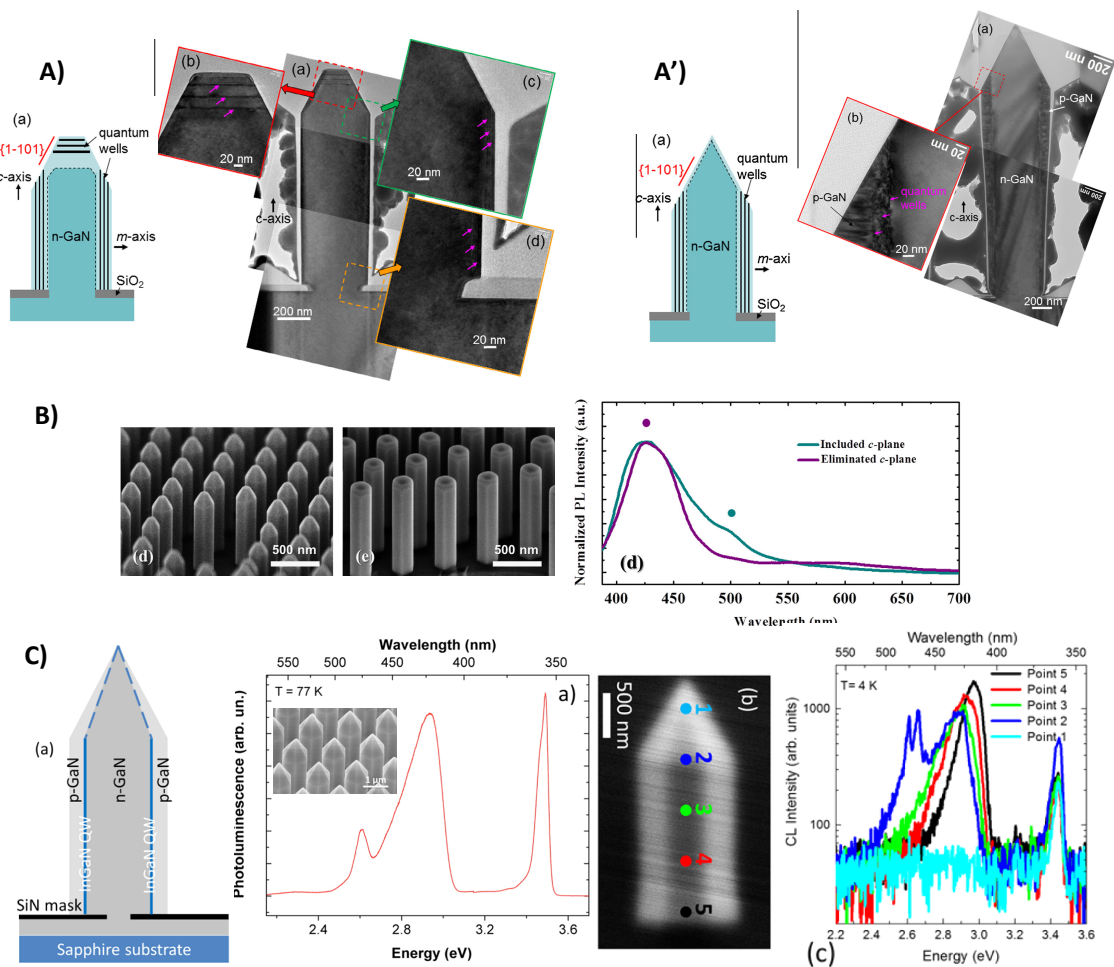 A)
(a)
quantum
wells
{1-101}
c-axis
n-GaN
m-axis
SiO2
(b)
20 nm
(a)
c-axis
200 nm
(c)
20 nm
(d)
20 nm
A')
(a)
{1-101}
quantum
wells
c-axis
n-GaN
m-axi
SiO2
(a)
200 nm
p-GaN
20 nm
(b)
p-GaN
quantum
wells
20 nm
n-GaN
c-axis
200 nm
200 nm
B)
(d)
500 nm
(e)
500 nm
Normalized PL Intensity (a.u.)
Included c-plane
Eliminated c-plane
(d)
400 450 500 550 600 650 700
Wavelength (nm)
C)
(a)
p-GaN
n-GaN
p-GaN
InGaN QW
InGaN QW
SiN mask
Sapphire substrate
Wavelength (nm)
550 500 450 400 350
T = 77 K
a)
1 µm
Photoluminescence (arb. un.)
2.4 2.8 3.2 3.6
Energy (eV)
500 nm
(b)
1
2
3
4
5
Wavelength (nm)
550 500 450 400 350
T= 4 K
Point 5
Point 4
Point 3
Point 2
Point 1
CL Intensity (arb. units)
1000
100
2.2 2.4 2.6 2.8 3.0 3.2 3.4 3.6
Energy (eV)
(c)